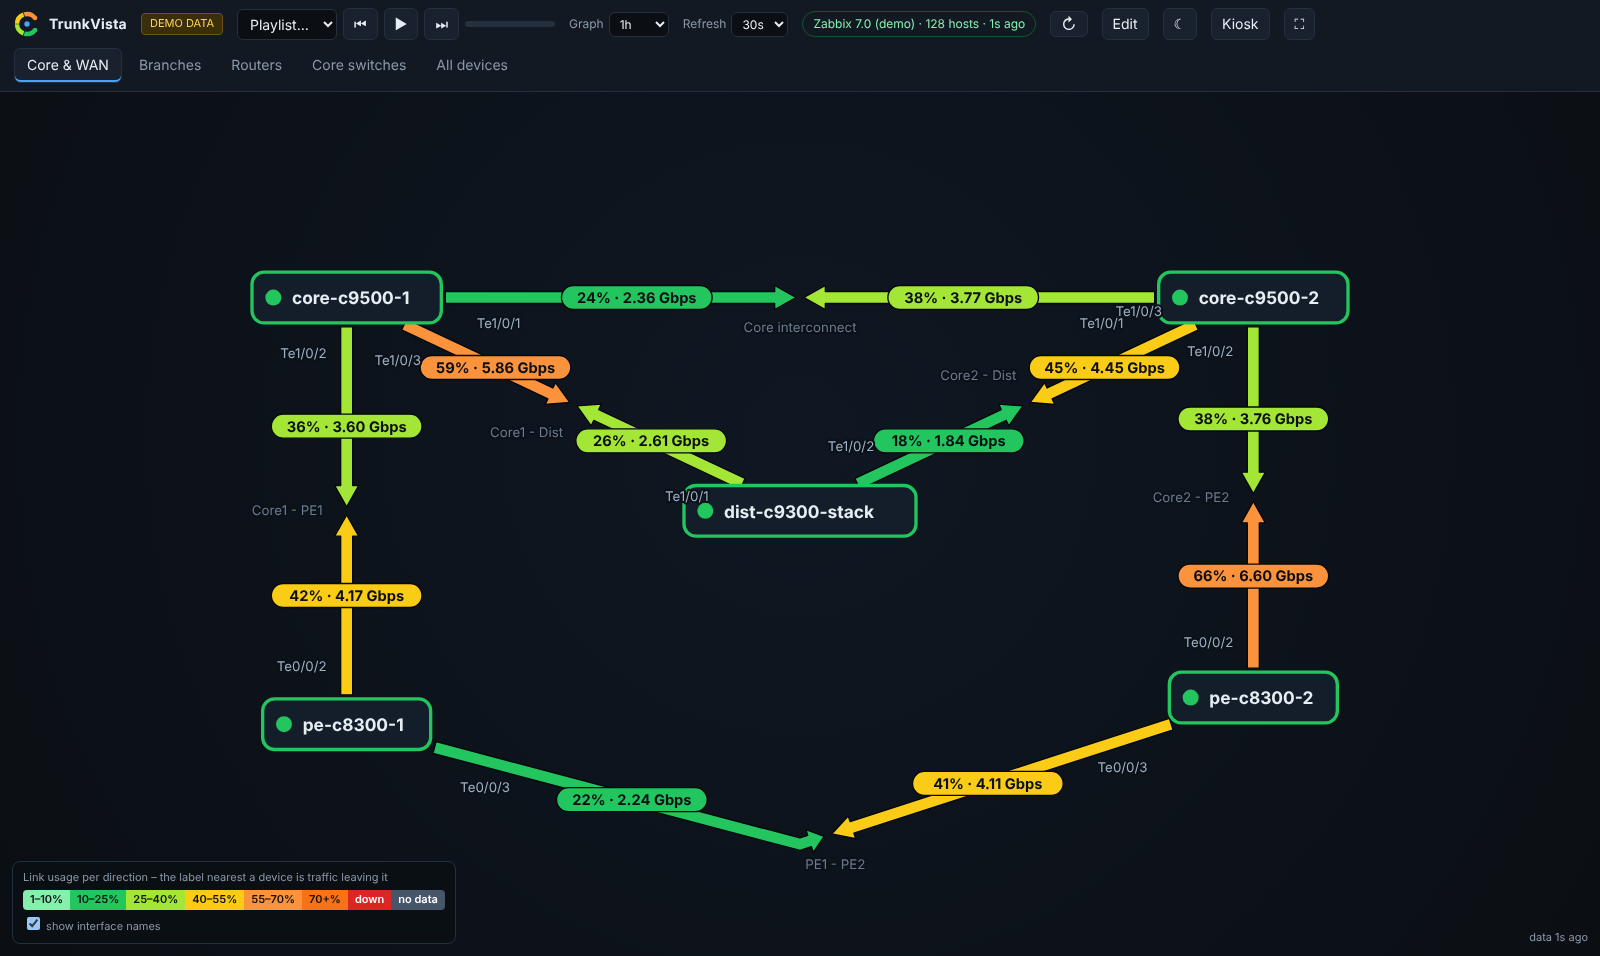 TrunkVista
DEMO DATA
Playlist...
Graph
1h
Refresh
30s
Zabbix 7.0 (demo) · 128 hosts · 1s ago
Edit
Kiosk
Core & WAN
Branches
Routers
Core switches
All devices
core-c9500-1
24% · 2.36 Gbps
38% · 3.77 Gbps
core-c9500-2
Te1/0/3
Te1/0/1
Te1/0/1
Core interconnect
Te1/0/2
Te1/0/3
Te1/0/2
59% · 5.86 Gbps
45% · 4.45 Gbps
Core2 - Dist
36% · 3.60 Gbps
38% · 3.76 Gbps
Core1 - Dist
26% · 2.61 Gbps
Te1/0/2
18% · 1.84 Gbps
Te1/0/1
Core1 - PE1
dist-c9300-stack
Core2 - PE2
42% · 4.17 Gbps
66% · 6.60 Gbps
Te0/0/2
Te0/0/2
pe-c8300-1
pe-c8300-2
Te0/0/3
Te0/0/3
22% · 2.24 Gbps
41% · 4.11 Gbps
PE1 - PE2
Link usage per direction – the label nearest a device is traffic leaving it
1–10% 10–25% 25–40% 40–55% 55–70% 70+% down no data
show interface names
data 1s ago